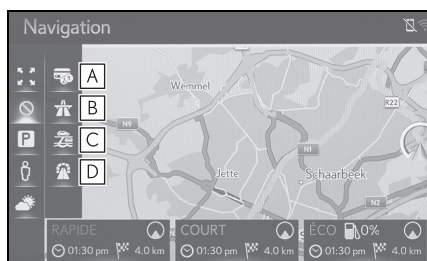 Navigation
A
B
C
D
P
Wemmel
R22
N9
N1
Jette
Schaarbeek
N2
RAPIDE
COURT
ÉCO 0%
01:30 pm 4.0 km
01:30 pm 4.0 km
01:30 pm 4.0 km